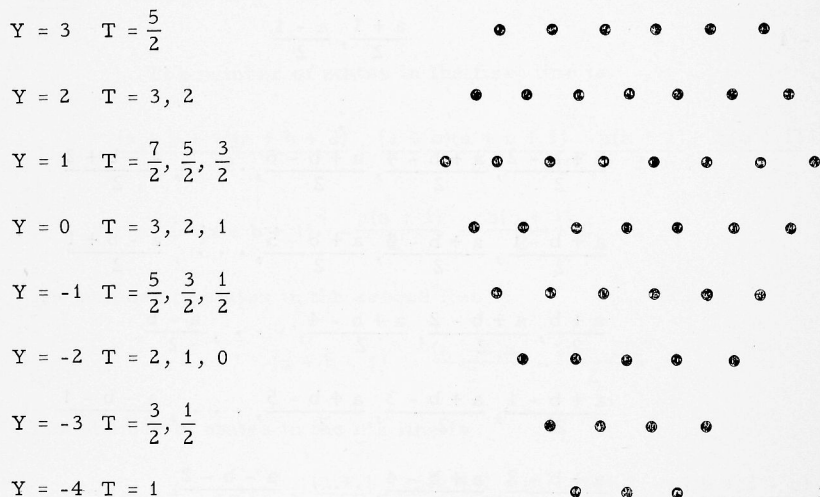 Y = 3 T = 5/2
Y = 2 T = 3, 2
Y = 1 T = 7/2, 5/2, 3/2
Y = 0 T = 3, 2, 1
Y = -1 T = 5/2, 3/2, 1/2
Y = -2 T = 2, 1, 0
Y = -3 T = 3/2, 1/2
Y = -4 T = 1